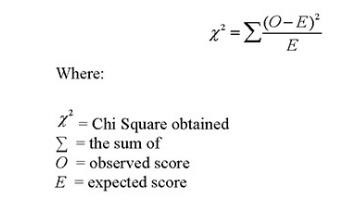 χ² = Σ (O−E)² / E
Where:
χ² = Chi Square obtained
Σ = the sum of
O = observed score
E = expected score